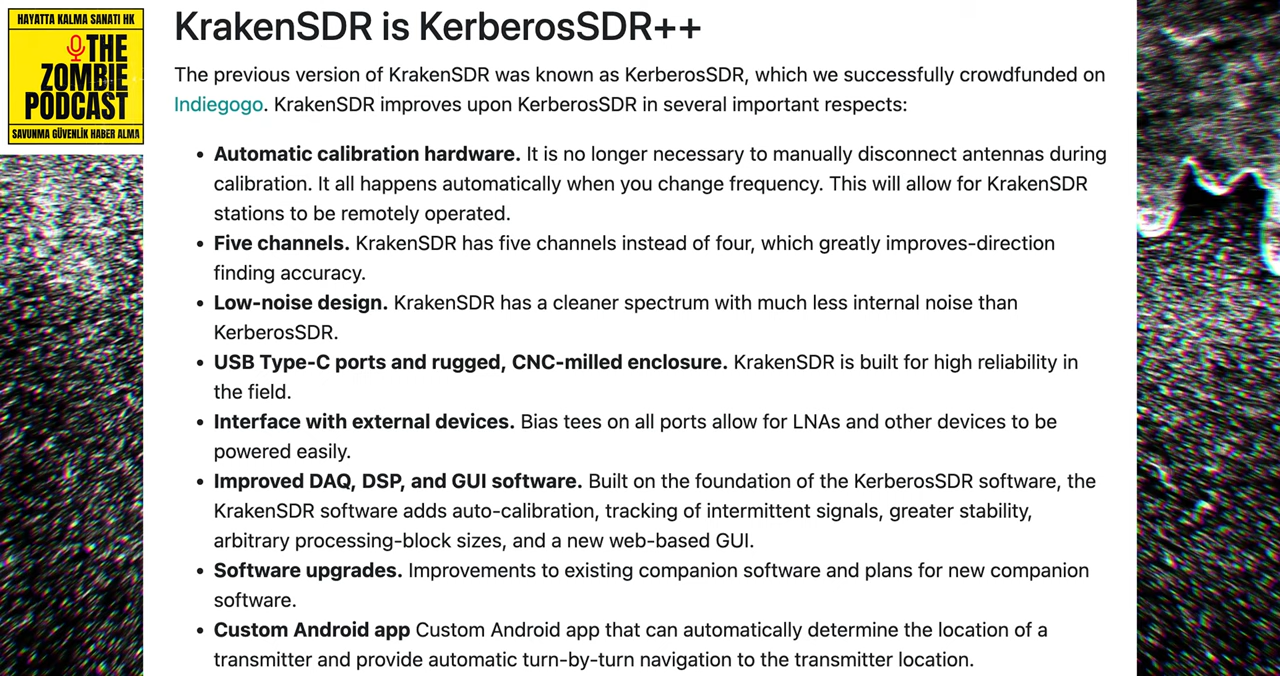 HAYATTA KALMA SANATI HK
THE
ZOMBIE
PODCAST
SAVUNMA GÜVENLİK HABER ALMA
KrakenSDR is KerberosSDR++
The previous version of KrakenSDR was known as KerberosSDR, which we successfully crowdfunded on
Indiegogo. KrakenSDR improves upon KerberosSDR in several important respects:
• Automatic calibration hardware. It is no longer necessary to manually disconnect antennas during
calibration. It all happens automatically when you change frequency. This will allow for KrakenSDR
stations to be remotely operated.
• Five channels. KrakenSDR has five channels instead of four, which greatly improves-direction
finding accuracy.
• Low-noise design. KrakenSDR has a cleaner spectrum with much less internal noise than
KerberosSDR.
• USB Type-C ports and rugged, CNC-milled enclosure. KrakenSDR is built for high reliability in
the field.
• Interface with external devices. Bias tees on all ports allow for LNAs and other devices to be
powered easily.
• Improved DAQ, DSP, and GUI software. Built on the foundation of the KerberosSDR software, the
KrakenSDR software adds auto-calibration, tracking of intermittent signals, greater stability,
arbitrary processing-block sizes, and a new web-based GUI.
• Software upgrades. Improvements to existing companion software and plans for new companion
software.
• Custom Android app Custom Android app that can automatically determine the location of a
transmitter and provide automatic turn-by-turn navigation to the transmitter location.